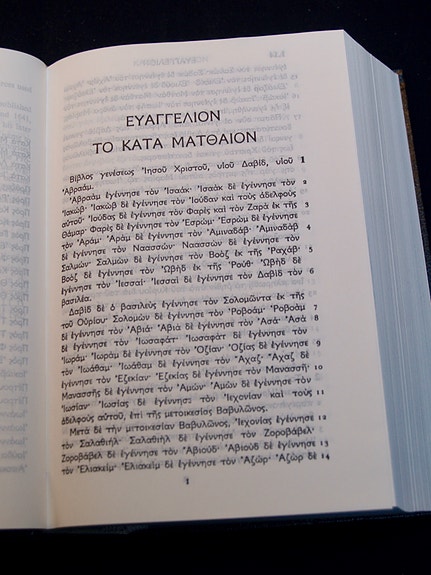 ΕΥΑΓΓΕΛΙΟΝ
ΤΟ ΚΑΤΑ ΜΑΤΘΑΙΟΝ
Βίβλος γενέσεως Ἰησοῦ Χριστοῦ, υἱοῦ Δαβίδ, υἱοῦ 1
Ἀβραάμ.
Ἀβραὰμ ἐγέννησε τὸν Ἰσαάκ· Ἰσαὰκ δὲ ἐγέννησε τὸν 2
Ἰακώβ· Ἰακὼβ δὲ ἐγέννησε τὸν Ἰούδαν καὶ τοὺς ἀδελφοὺς
αὐτοῦ· Ἰούδας δὲ ἐγέννησε τὸν Φαρὲς καὶ τὸν Ζαρὰ ἐκ τῆς 3
Θάμαρ· Φαρὲς δὲ ἐγέννησε τὸν Ἐσρώμ· Ἐσρὼμ δὲ ἐγέννησε
τὸν Ἀράμ· Ἀρὰμ δὲ ἐγέννησε τὸν Ἀμιναδάβ· Ἀμιναδὰβ 4
δὲ ἐγέννησε τὸν Ναασσών· Ναασσὼν δὲ ἐγέννησε τὸν
Σαλμών· Σαλμὼν δὲ ἐγέννησε τὸν Βοὸζ ἐκ τῆς Ῥαχάβ· 5
Βοὸζ δὲ ἐγέννησε τὸν Ὠβὴδ ἐκ τῆς Ῥούθ· Ὠβὴδ δὲ
ἐγέννησε τὸν Ἰεσσαί· Ἰεσσαὶ δὲ ἐγέννησε τὸν Δαβὶδ τὸν 6
βασιλέα.
Δαβὶδ δὲ ὁ βασιλεὺς ἐγέννησε τὸν Σολομῶντα ἐκ τῆς
τοῦ Οὐρίου· Σολομὼν δὲ ἐγέννησε τὸν Ῥοβοάμ· Ῥοβοὰμ 7
δὲ ἐγέννησε τὸν Ἀβιά· Ἀβιὰ δὲ ἐγέννησε τὸν Ἀσά· Ἀσὰ 8
δὲ ἐγέννησε τὸν Ἰωσαφάτ· Ἰωσαφὰτ δὲ ἐγέννησε τὸν
Ἰωράμ· Ἰωρὰμ δὲ ἐγέννησε τὸν Ὀζίαν· Ὀζίας δὲ ἐγέννησε 9
τὸν Ἰωάθαμ· Ἰωάθαμ δὲ ἐγέννησε τὸν Ἄχαζ· Ἄχαζ δὲ
ἐγέννησε τὸν Ἐζεκίαν· Ἐζεκίας δὲ ἐγέννησε τὸν Μανασσῆ· 10
Μανασσῆς δὲ ἐγέννησε τὸν Ἀμών· Ἀμὼν δὲ ἐγέννησε τὸν
Ἰωσίαν· Ἰωσίας δὲ ἐγέννησε τὸν Ἰεχονίαν καὶ τοὺς 11
ἀδελφοὺς αὐτοῦ, ἐπὶ τῆς μετοικεσίας Βαβυλῶνος.
Μετὰ δὲ τὴν μετοικεσίαν Βαβυλῶνος, Ἰεχονίας ἐγέννησε 12
τὸν Σαλαθιήλ· Σαλαθιὴλ δὲ ἐγέννησε τὸν Ζοροβάβελ·
Ζοροβάβελ δὲ ἐγέννησε τὸν Ἀβιούδ· Ἀβιοὺδ δὲ ἐγέννησε 13
τὸν Ἐλιακείμ· Ἐλιακεὶμ δὲ ἐγέννησε τὸν Ἀζώρ· Ἀζὼρ δὲ 14
1